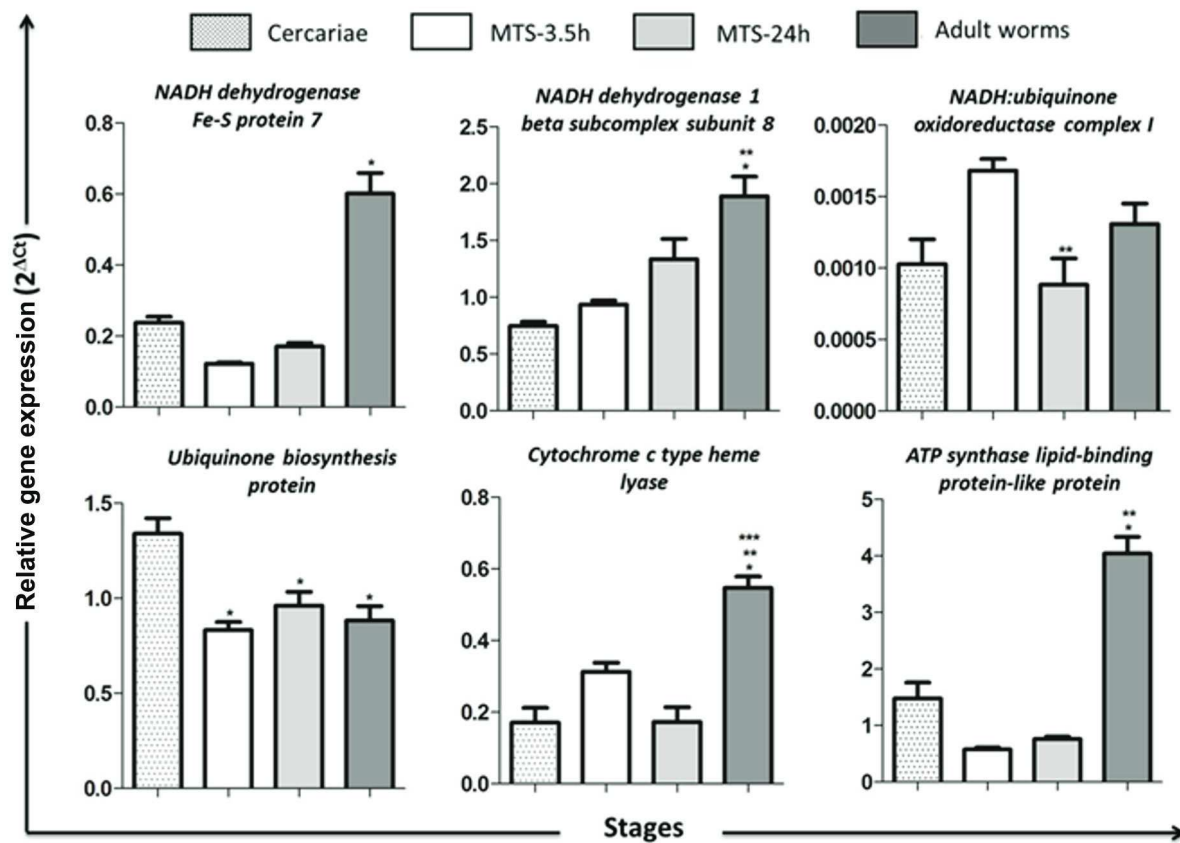 Cercariae MTS-3.5h MTS-24h Adult worms
Relative gene expression (2^ΔCt)
NADH dehydrogenase
Fe-S protein 7
0.8
0.6
0.4
0.2
0.0
*
NADH dehydrogenase 1
beta subcomplex subunit 8
2.5
2.0
1.5
1.0
0.5
0.0
**
*
NADH:ubiquinone
oxidoreductase complex I
0.0020
0.0015
0.0010
0.0005
0.0000
**
Ubiquinone biosynthesis
protein
1.5
1.0
0.5
0.0
* * *
Cytochrome c type heme
lyase
0.8
0.6
0.4
0.2
0.0
***
**
*
ATP synthase lipid-binding
protein-like protein
5
4
3
2
1
0
**
*
Stages